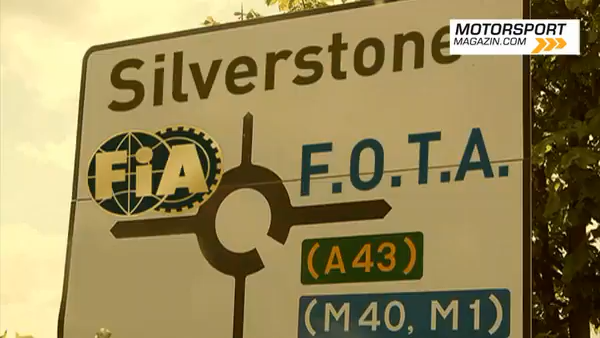 MOTORSPORT
MAGAZIN.COM
Silverstone
FiA
F.O.T.A.
(A43)
(M40, M1)